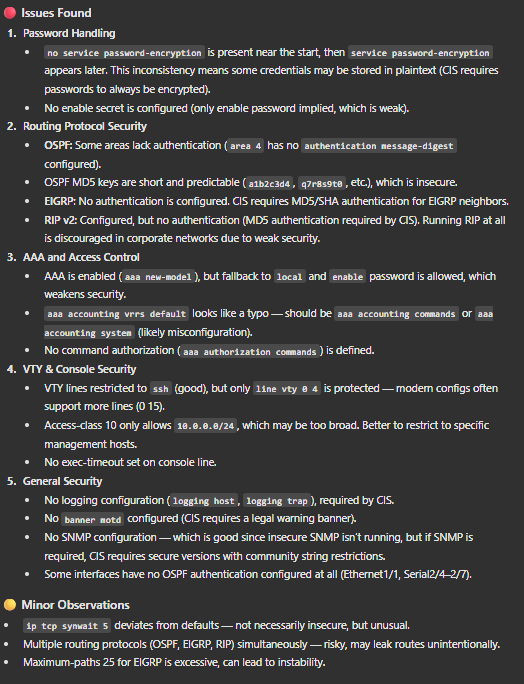 Issues Found
1. Password Handling
• no service password-encryption is present near the start, then service password-encryption
appears later. This inconsistency means some credentials may be stored in plaintext (CIS requires
passwords to always be encrypted).
• No enable secret is configured (only enable password implied, which is weak).
2. Routing Protocol Security
• OSPF: Some areas lack authentication (area 4 has no authentication message-digest
configured).
• OSPF MD5 keys are short and predictable (a1b2c3d4, q7r8s9t0, etc.), which is insecure.
• EIGRP: No authentication is configured. CIS requires MD5/SHA authentication for EIGRP neighbors.
• RIP v2: Configured, but no authentication (MD5 authentication required by CIS). Running RIP at all
is discouraged in corporate networks due to weak security.
3. AAA and Access Control
• AAA is enabled (aaa new-model), but fallback to local and enable password is allowed, which
weakens security.
• aaa accounting vrrs default looks like a typo — should be aaa accounting commands or aaa
accounting system (likely misconfiguration).
• No command authorization (aaa authorization commands) is defined.
4. VTY & Console Security
• VTY lines restricted to ssh (good), but only line vty 0 4 is protected — modern configs often
support more lines (0 15).
• Access-class 10 only allows 10.0.0.0/24, which may be too broad. Better to restrict to specific
management hosts.
• No exec-timeout set on console line.
5. General Security
• No logging configuration (logging host, logging trap), required by CIS.
• No banner motd configured (CIS requires a legal warning banner).
• No SNMP configuration — which is good since insecure SNMP isn't running, but if SNMP is
required, CIS requires secure versions with community string restrictions.
• Some interfaces have no OSPF authentication configured at all (Ethernet1/1, Serial2/4–2/7).
Minor Observations
• ip tcp synwait 5 deviates from defaults — not necessarily insecure, but unusual.
• Multiple routing protocols (OSPF, EIGRP, RIP) simultaneously — risky, may leak routes unintentionally.
• Maximum-paths 25 for EIGRP is excessive, can lead to instability.